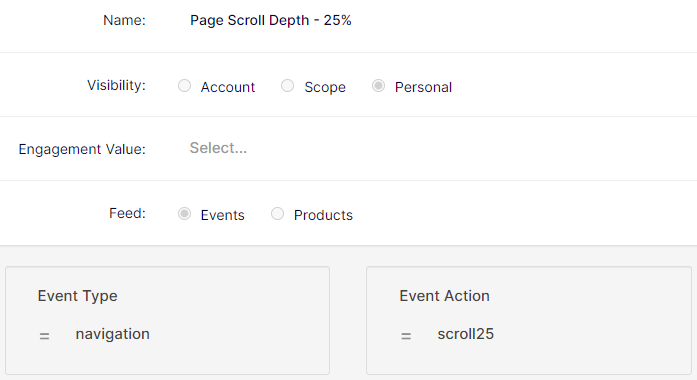 Name: Page Scroll Depth - 25%
Visibility: Account Scope Personal
Engagement Value: Select...
Feed: Events Products
Event Type Event Action
= navigation = scroll25